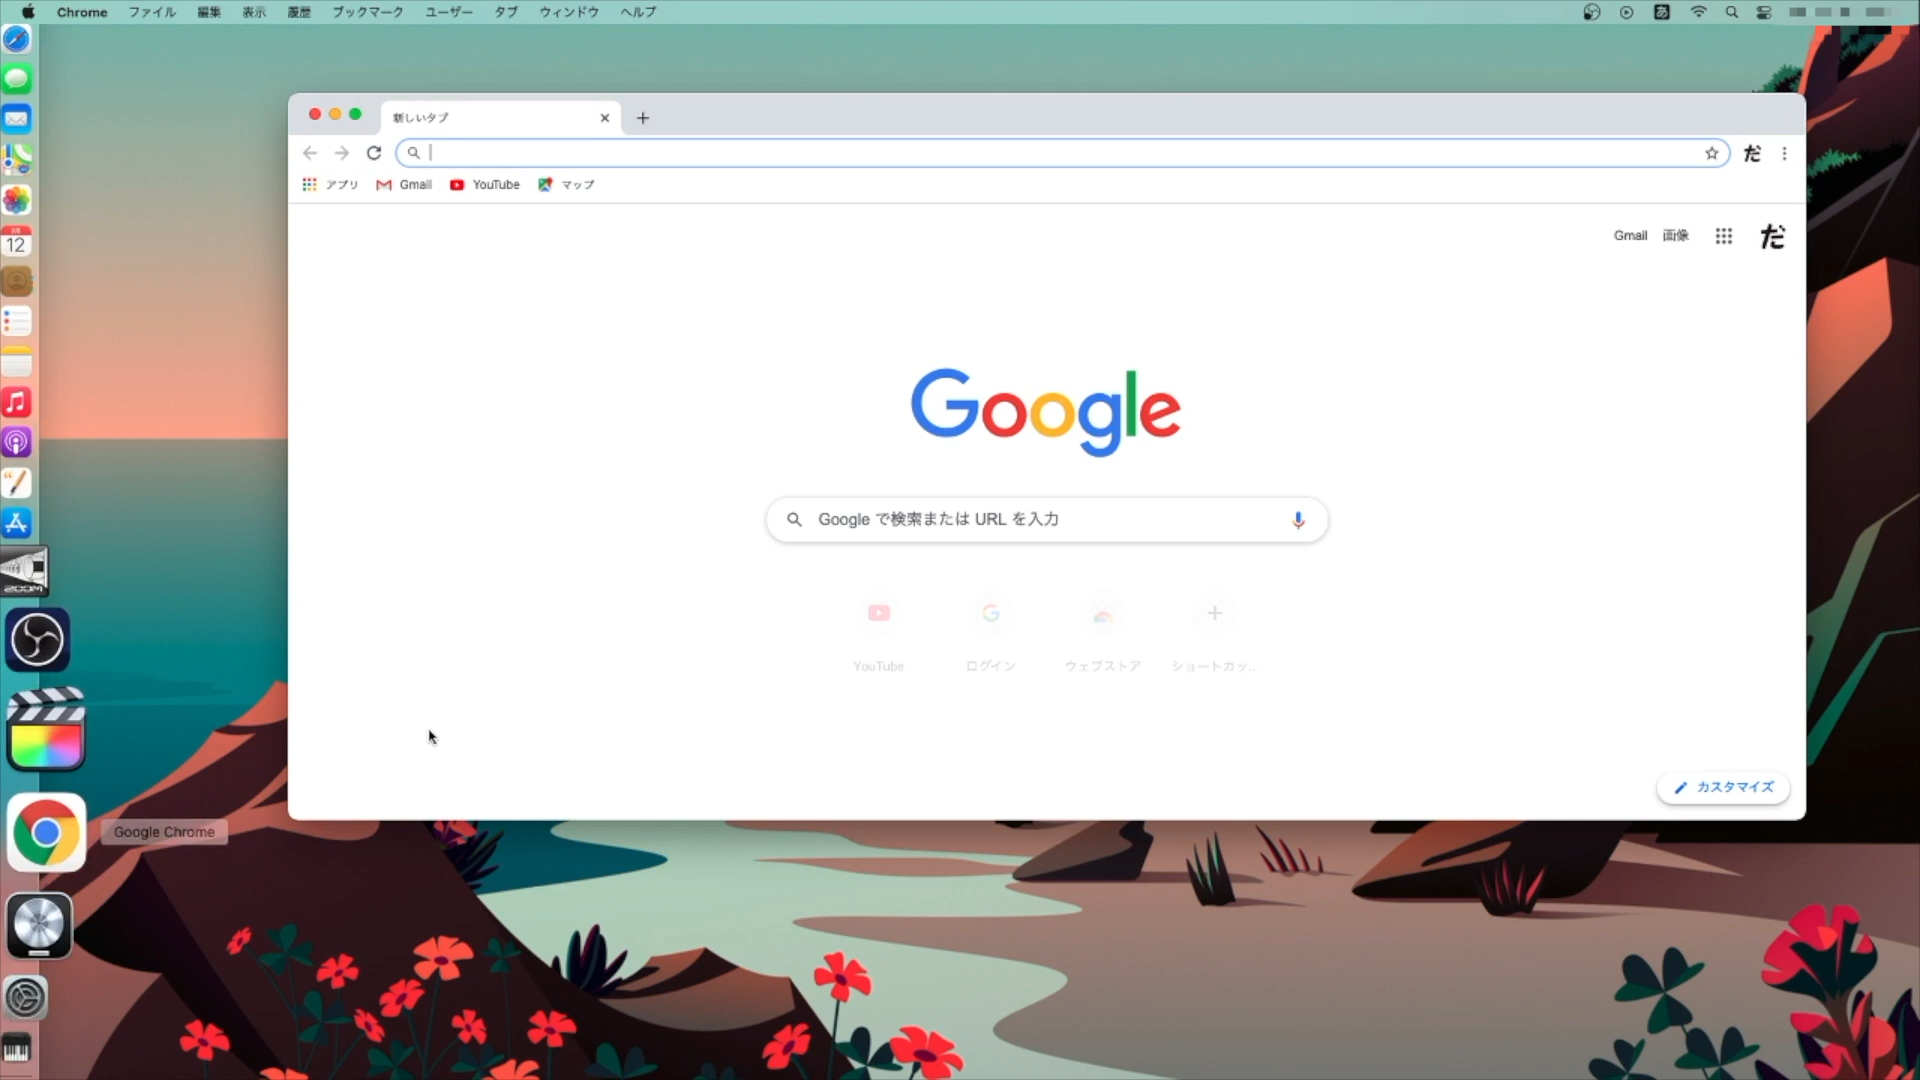 Chrome ファイル 編集 表示 履歴 ブックマーク ユーザー タブ ウィンドウ ヘルプ
あ
新しいタブ
だ
アプリ Gmail YouTube マップ
12
Gmail 画像
だ
Google
Google で検索または URL を入力
YouTube ログイン ウェブストア ショートカッ...
ZOOM
カスタマイズ
Google Chrome